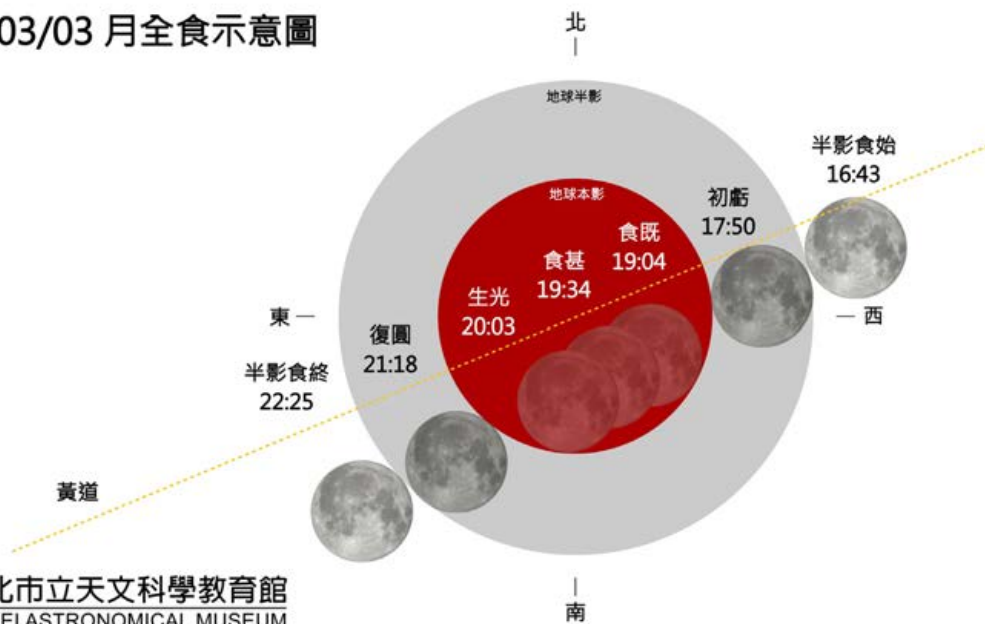 03/03 月全食示意圖
北
地球半影
半影食始
16:43
地球本影
初虧
17:50
食既
19:04
食甚
19:34
生光
20:03
東
西
復圓
21:18
半影食終
22:25
黃道
北市立天文科學教育館
EI ASTRONOMICAL MUSEUM
南